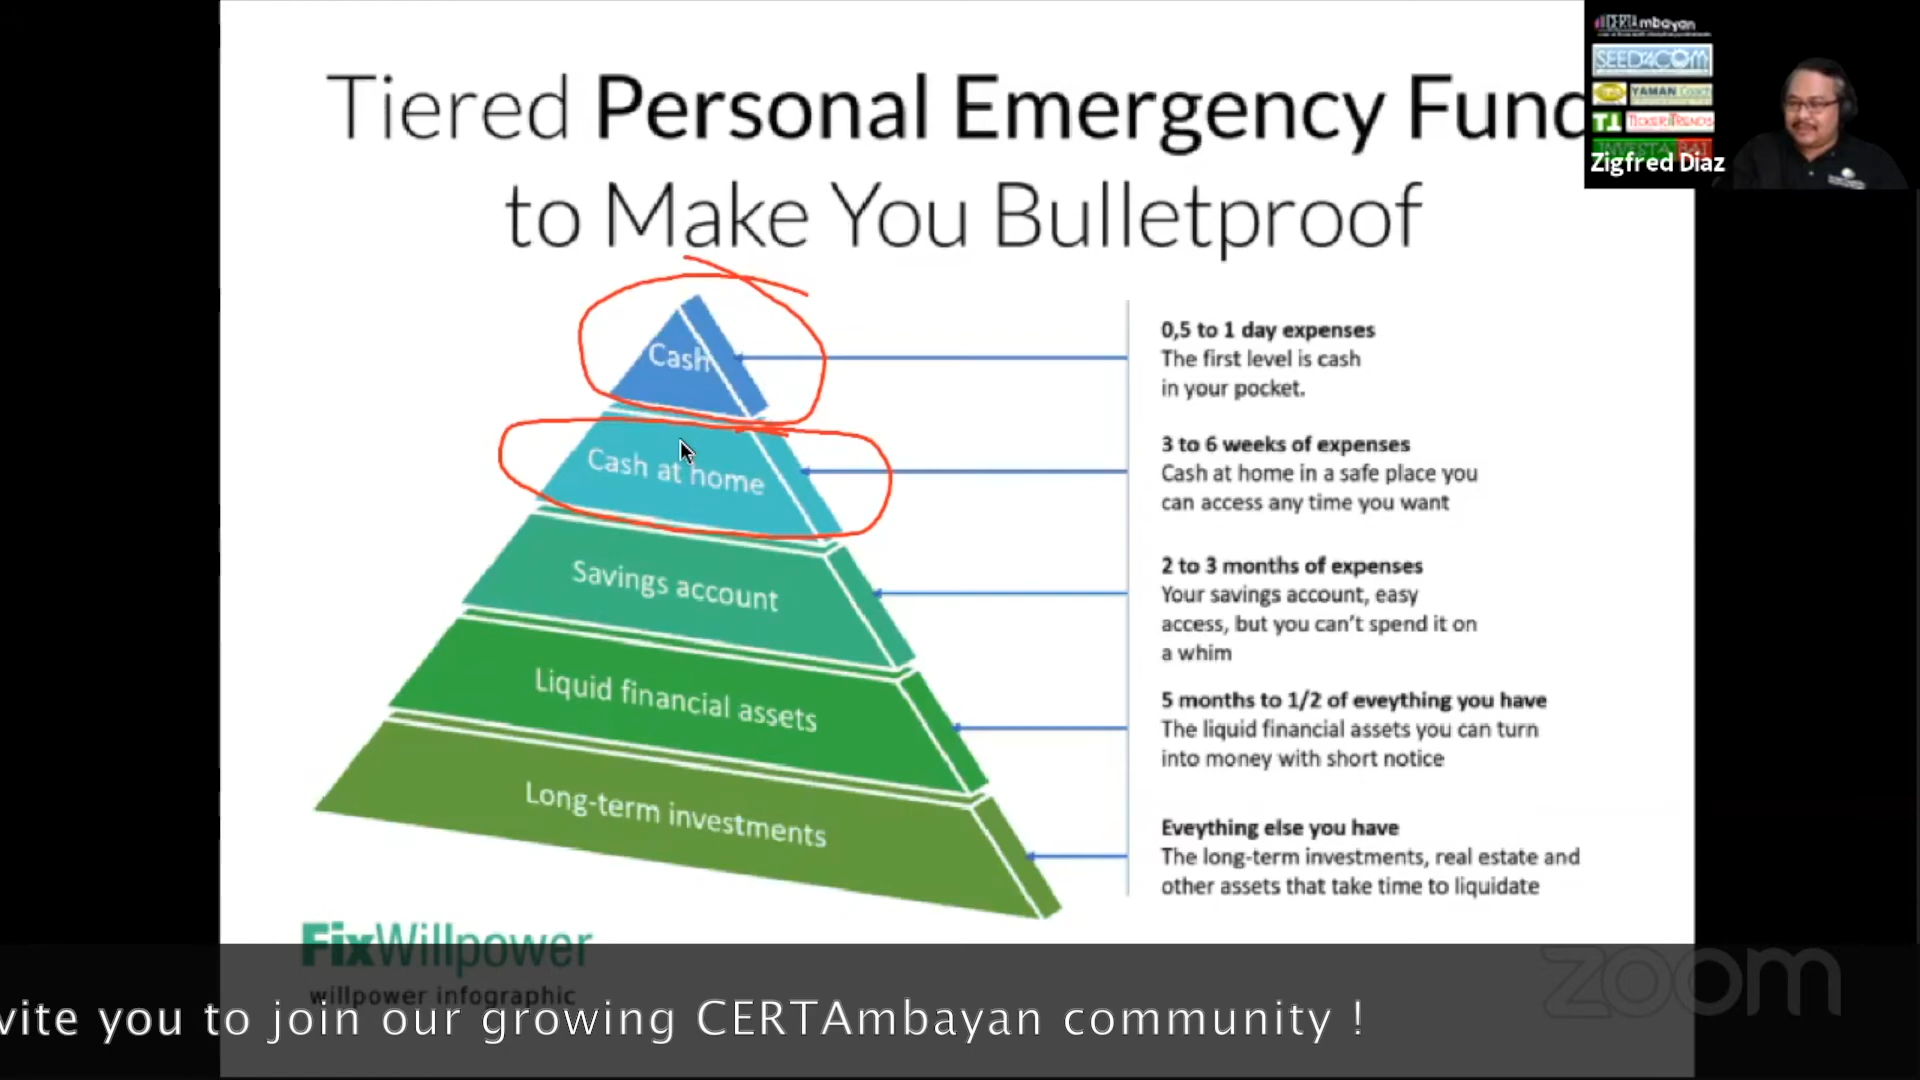 Tiered Personal Emergency Fund
to Make You Bulletproof
CERTAmbayan
SEED4COM
YAMAN Coach
TJ TICKERTRENDS
Zigfred Diaz
Cash
0,5 to 1 day expenses
The first level is cash
in your pocket.
Cash at home
3 to 6 weeks of expenses
Cash at home in a safe place you
can access any time you want
Savings account
2 to 3 months of expenses
Your savings account, easy
access, but you can't spend it on
a whim
Liquid financial assets
5 months to 1/2 of eveything you have
The liquid financial assets you can turn
into money with short notice
Long-term investments
Eveything else you have
The long-term investments, real estate and
other assets that take time to liquidate
FixWillpower
willpower infographic
zoom
vite you to join our growing CERTAmbayan community !